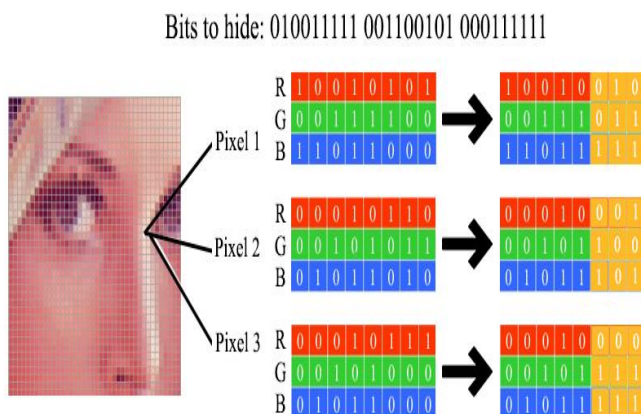 Bits to hide: 010011111 001100101 000111111
R 1 0 0 1 0 1 0 1 1 0 0 1 0 0 1 0
G 0 0 1 1 1 1 0 0 0 0 1 1 1 0 1 1
B 1 1 0 1 1 0 0 0 1 1 0 1 1 1 1 1
Pixel 1
R 0 0 0 1 0 1 1 0 0 0 0 1 0 0 0 1
Pixel 2 G 0 0 1 0 1 0 1 1 0 0 1 0 1 1 0 0
B 0 1 0 1 1 0 1 0 0 1 0 1 1 1 0 1
Pixel 3 R 0 0 0 1 0 1 1 1 0 0 0 1 0 0 0 0
G 0 0 1 0 1 0 0 0 0 0 1 0 1 1 1 1
B 0 1 0 1 1 0 0 0 0 1 0 1 1 1 1 1